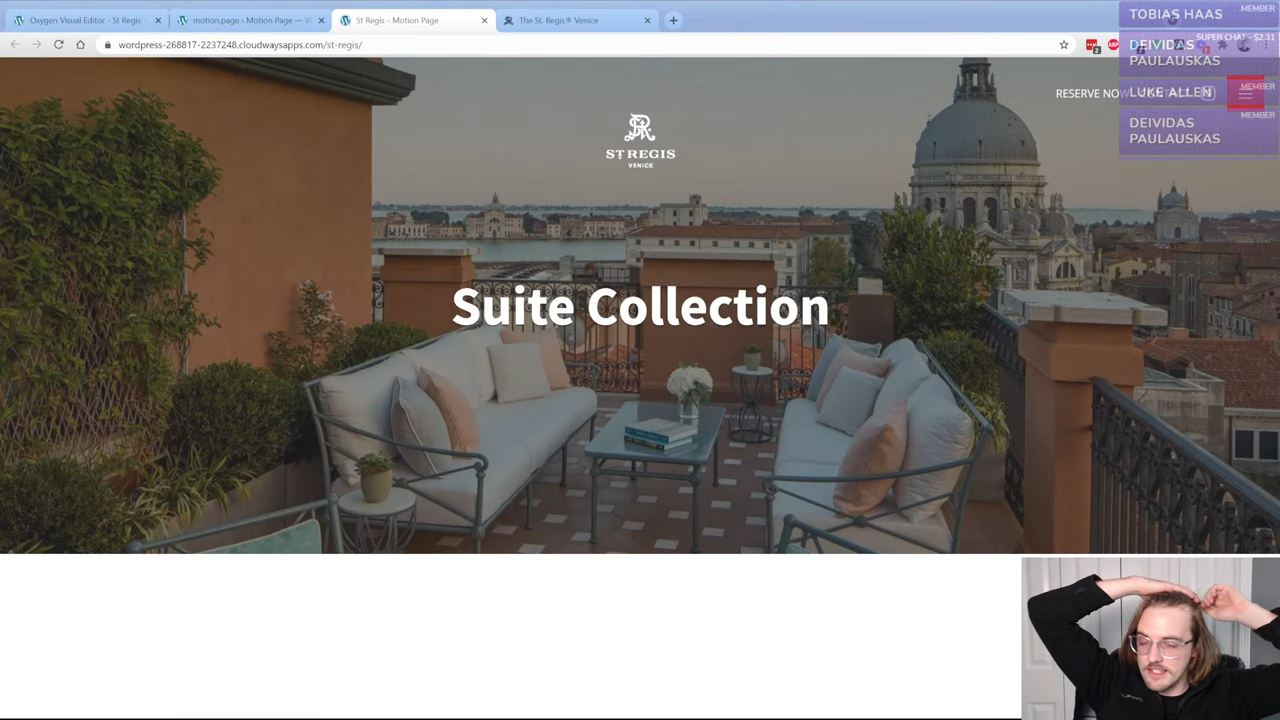 Oxygen Visual Editor - St Regis -
motion.page ‹ Motion Page — W
St Regis - Motion Page
The St. Regis® Venice
wordpress-268817-2237248.cloudwaysapps.com/st-regis/
MEMBER
TOBIAS HAAS
SUPER CHAT - $2.31
DEIVIDAS
PAULAUSKAS
MEMBER
LUKE ALLEN
MEMBER
DEIVIDAS
PAULAUSKAS
RESERVE NOW
ST REGIS
VENICE
Suite Collection